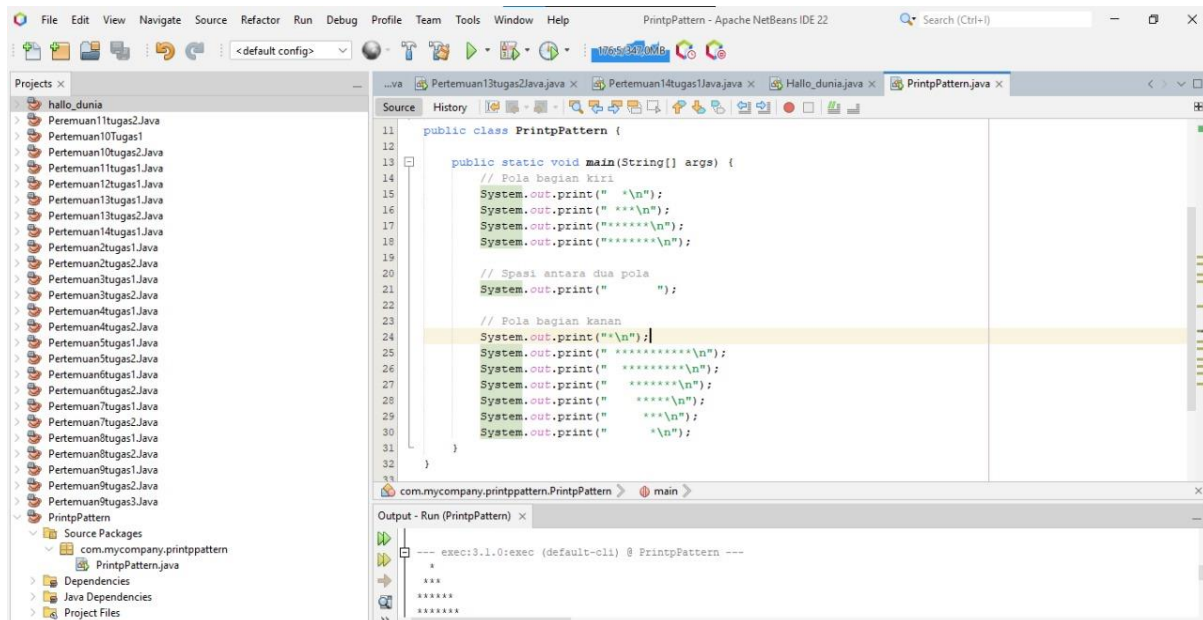 File Edit View Navigate Source Refactor Run Debug Profile Team Tools Window Help PrintpPattern - Apache NetBeans IDE 22 Search (Ctrl+I)
<default config>
Projects
...va Pertemuan13tugas2Java.java Pertemuan14tugas1Java.java Hallo_dunia.java PrintpPattern.java
hallo_dunia
Peremuan11tugas2.Java
Pertemuan10Tugas1
Pertemuan10tugas2.Java
Pertemuan11tugas1.Java
Pertemuan12tugas1.Java
Pertemuan13tugas1.Java
Pertemuan13tugas2.Java
Pertemuan14tugas1.Java
Pertemuan2tugas1.Java
Pertemuan2tugas2.Java
Pertemuan3tugas1.Java
Pertemuan3tugas2.Java
Pertemuan4tugas1.Java
Pertemuan4tugas2.Java
Pertemuan5tugas1.Java
Pertemuan5tugas2.Java
Pertemuan6tugas1.Java
Pertemuan6tugas2.Java
Pertemuan7tugas1.Java
Pertemuan7tugas2.Java
Pertemuan8tugas1.Java
Pertemuan8tugas2.Java
Pertemuan9tugas1.Java
Pertemuan9tugas2.Java
Pertemuan9tugas3.Java
PrintpPattern
Source Packages
com.mycompany.printppattern
PrintpPattern.java
Dependencies
Java Dependencies
Project Files
Source History
11 public class PrintpPattern {
12
13 public static void main(String[] args) {
14 // Pola bagian kiri
15 System.out.print("  *\n");
16 System.out.print(" ***\n");
17 System.out.print("******\n");
18 System.out.print("*******\n");
19
20 // Spasi antara dua pola
21 System.out.print("       ");
22
23 // Pola bagian kanan
24 System.out.print("*\n");
25 System.out.print(" ***********\n");
26 System.out.print("  *********\n");
27 System.out.print("   *******\n");
28 System.out.print("    *****\n");
29 System.out.print("     ***\n");
30 System.out.print("      *\n");
31 }
32 }
33
com.mycompany.printppattern.PrintpPattern main
Output - Run (PrintpPattern)
--- exec:3.1.0:exec (default-cli) @ PrintpPattern ---
  *
 ***
******
*******